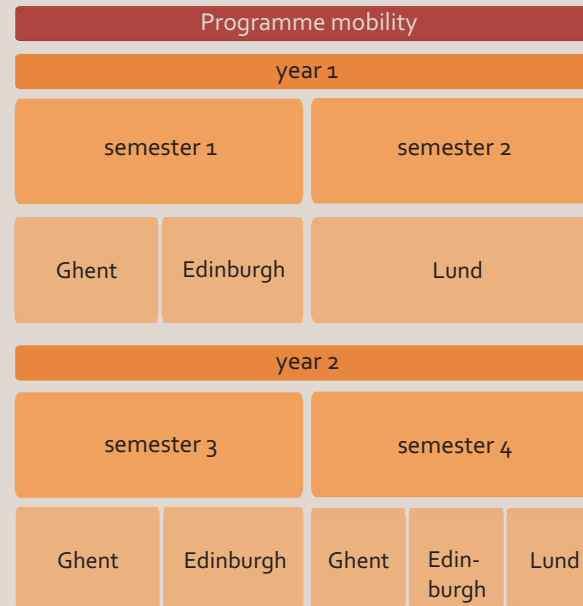 Programme mobility
year 1
semester 1
semester 2
Ghent
Edinburgh
Lund
year 2
semester 3
semester 4
Ghent
Edinburgh
Ghent
Edin-
burgh
Lund